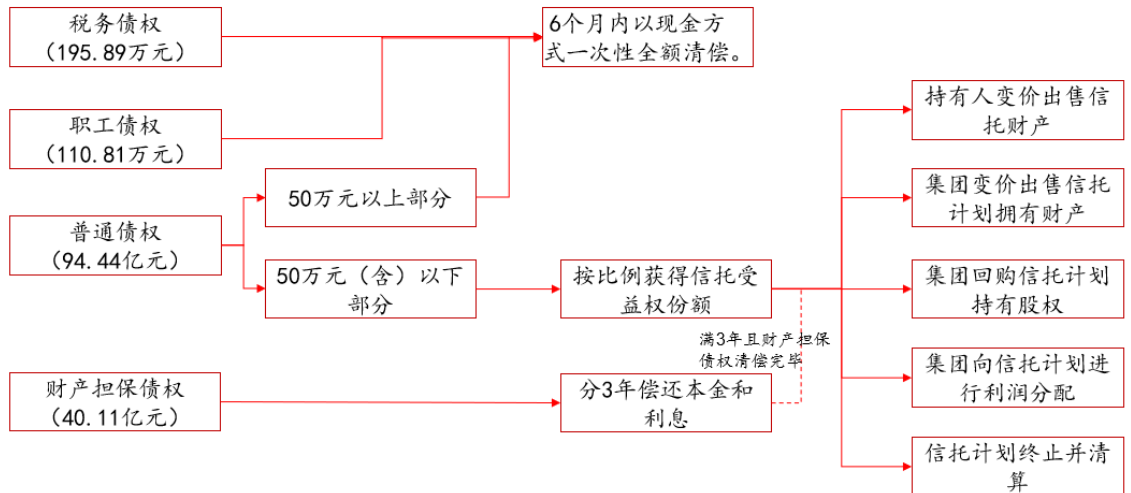 税务债权
（195.89万元）
6个月内以现金方
式一次性全额清偿。
职工债权
（110.81万元）
普通债权
（94.44亿元）
50万元以上部分
50万元（含）以下
部分
按比例获得信托受
益权份额
满3年且财产担保
债权清偿完毕
财产担保债权
（40.11亿元）
分3年偿还本金和
利息
持有人变价出售信
托财产
集团变价出售信托
计划拥有财产
集团回购信托计划
持有股权
集团向信托计划进
行利润分配
信托计划终止并清
算